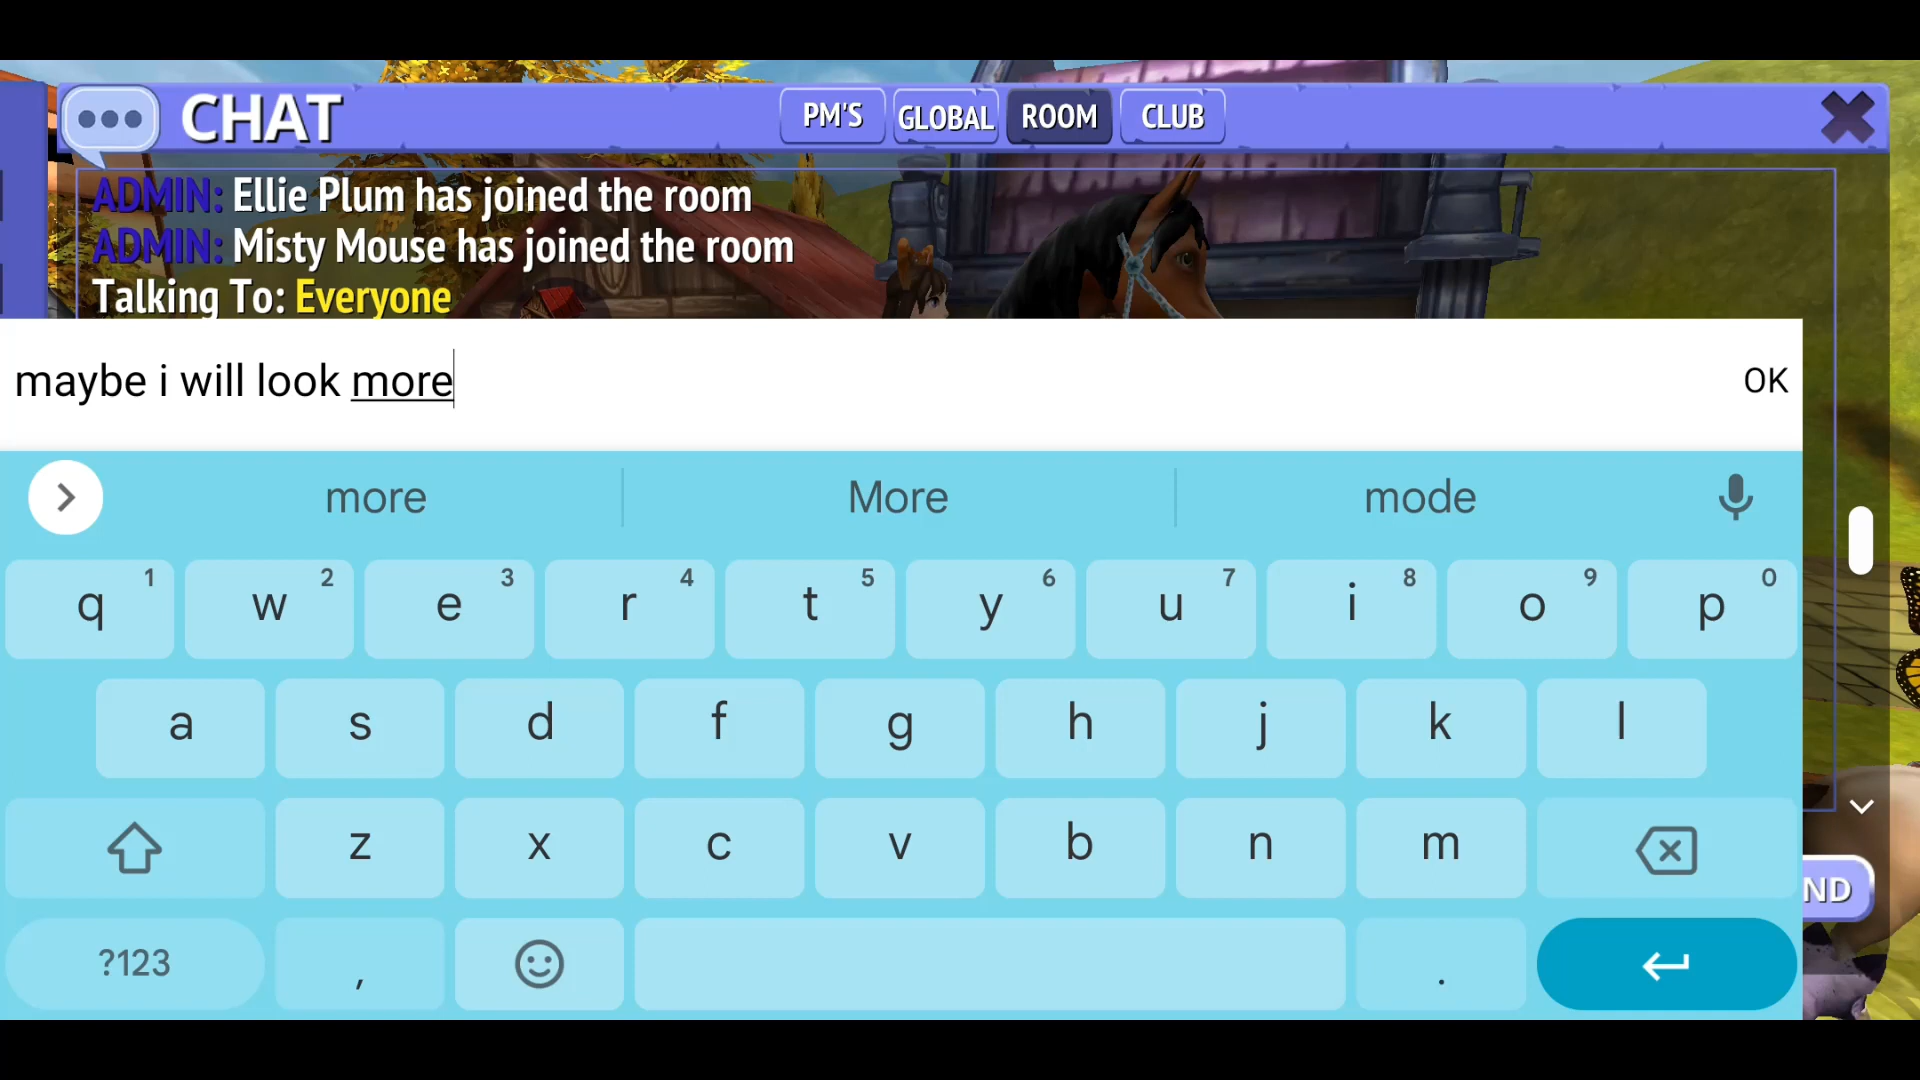 CHAT PM'S GLOBAL ROOM CLUB
ADMIN: Ellie Plum has joined the room
ADMIN: Misty Mouse has joined the room
Talking To: Everyone
maybe i will look more OK
more More mode
q 1 w 2 e 3 r 4 t 5 y 6 u 7 i 8 o 9 p 0
a s d f g h j k l
z x c v b n m
ND
?123 , .